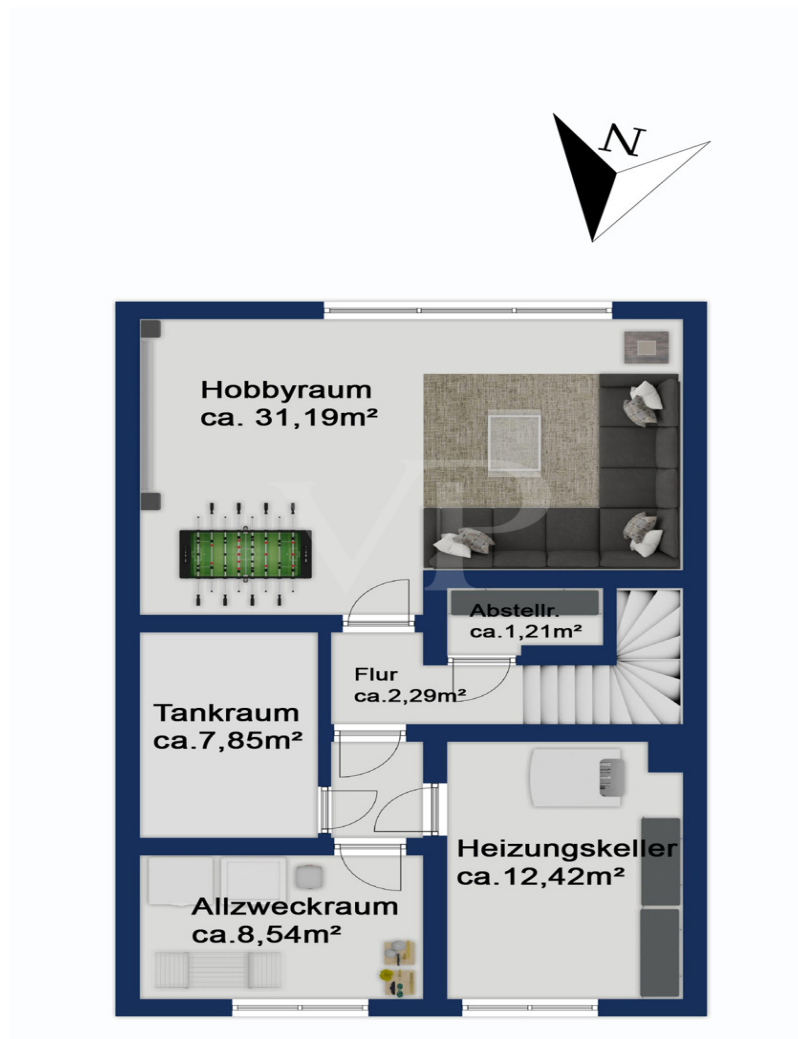 N
Hobbyraum
ca. 31,19m²
VP
Abstellr.
ca.1,21m²
Flur
ca.2,29m²
Tankraum
ca.7,85m²
Heizungskeller
ca.12,42m²
Allzweckraum
ca.8,54m²